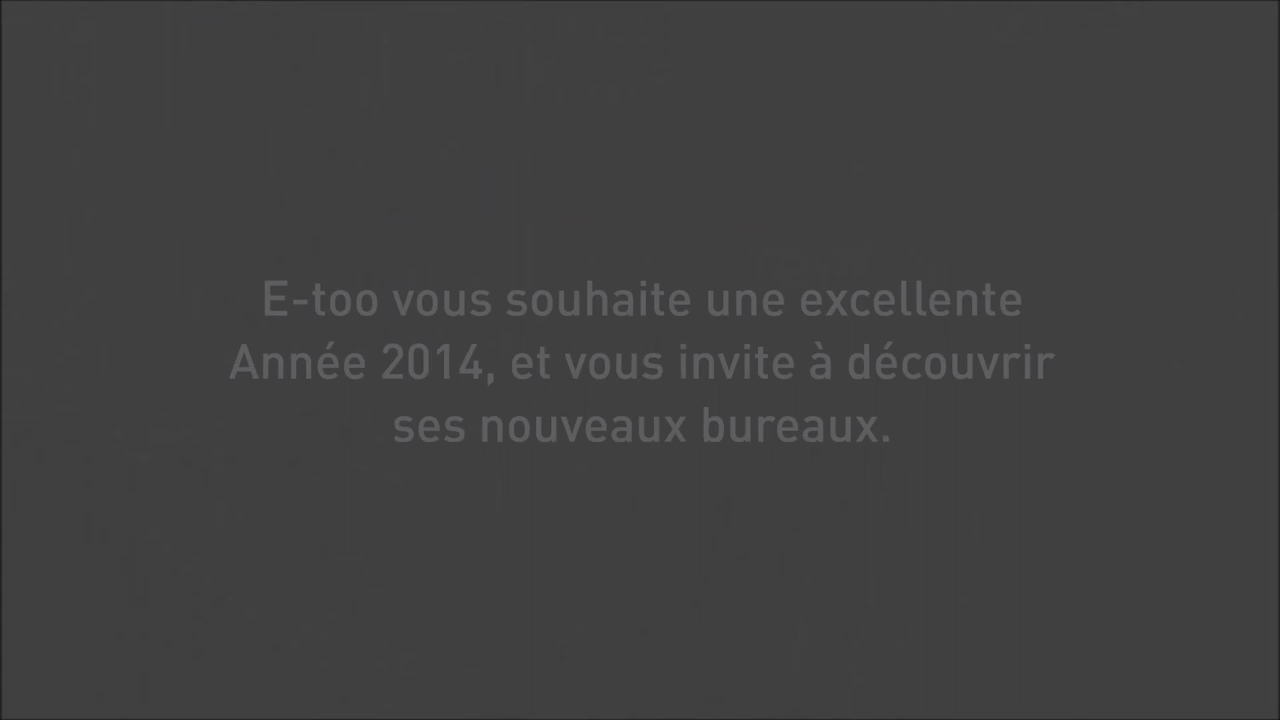 E-too vous souhaite une excellente
Année 2014, et vous invite à découvrir
ses nouveaux bureaux.